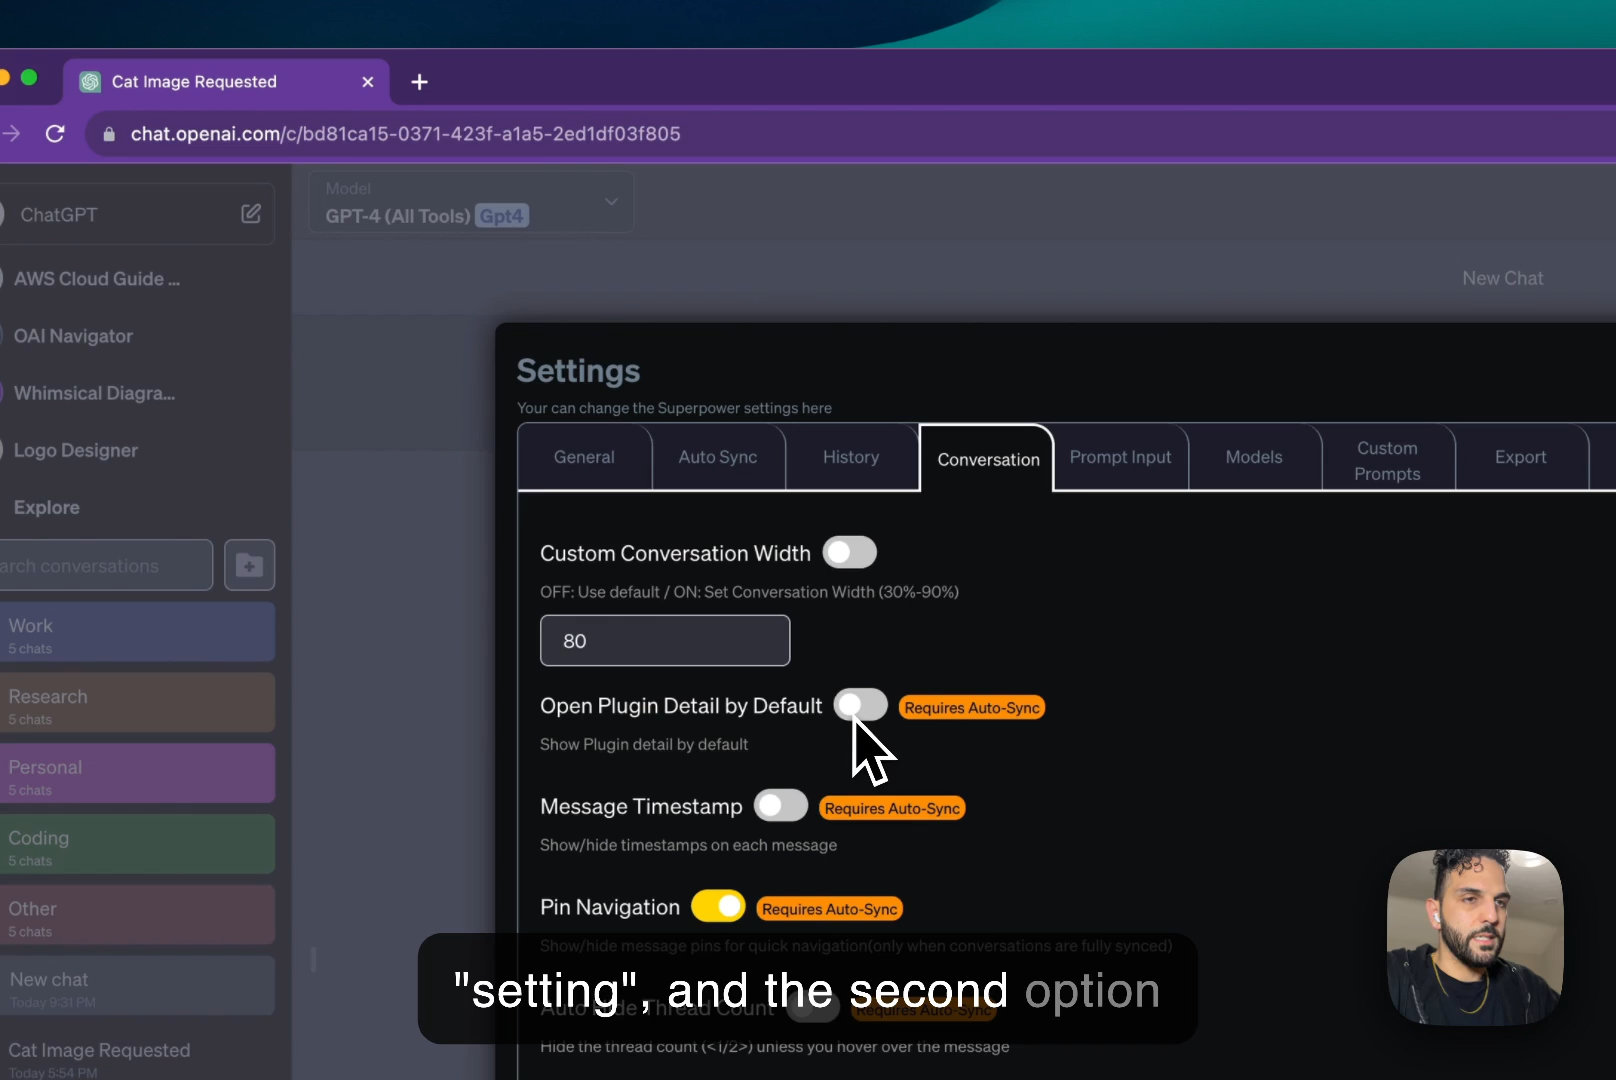 Cat Image Requested
chat.openai.com/c/bd81ca15-0371-423f-a1a5-2ed1df03f805
ChatGPT
Model
GPT-4 (All Tools) Gpt4
AWS Cloud Guide ...
New Chat
OAI Navigator
Whimsical Diagra...
Logo Designer
Explore
arch conversations
Work
5 chats
Research
5 chats
Personal
5 chats
Coding
5 chats
Other
5 chats
New chat
Today 9:31 PM
Cat Image Requested
Today 5:54 PM
Settings
Your can change the Superpower settings here
General
Auto Sync
History
Conversation
Prompt Input
Models
Custom
Prompts
Export
Custom Conversation Width
OFF: Use default / ON: Set Conversation Width (30%-90%)
80
Open Plugin Detail by Default Requires Auto-Sync
Show Plugin detail by default
Message Timestamp Requires Auto-Sync
Show/hide timestamps on each message
Pin Navigation Requires Auto-Sync
Show/hide message pins for quick navigation(only when conversations are fully synced)
Auto Hide Thread Count Requires Auto-Sync
"setting", and the second option
Hide the thread count (<1/2>) unless you hover over the message